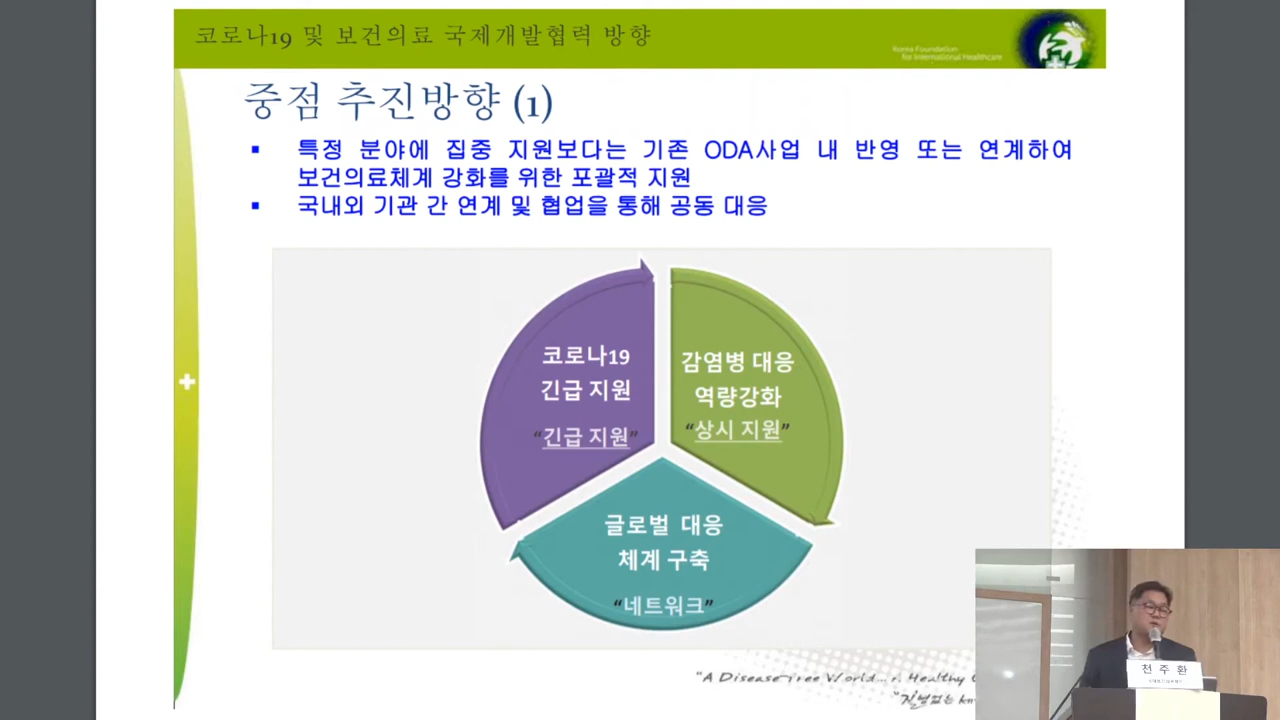 코로나19 및 보건의료 국제개발협력 방향
Korea Foundation
for International Healthcare
중점 추진방향 (1)
▪ 특정 분야에 집중 지원보다는 기존 ODA사업 내 반영 또는 연계하여
보건의료체계 강화를 위한 포괄적 지원
▪ 국내외 기관 간 연계 및 협업을 통해 공동 대응
코로나19
긴급 지원
“긴급 지원”
감염병 대응
역량강화
“상시 지원”
글로벌 대응
체계 구축
“네트워크”
“A Disease Free World...
천 주 환